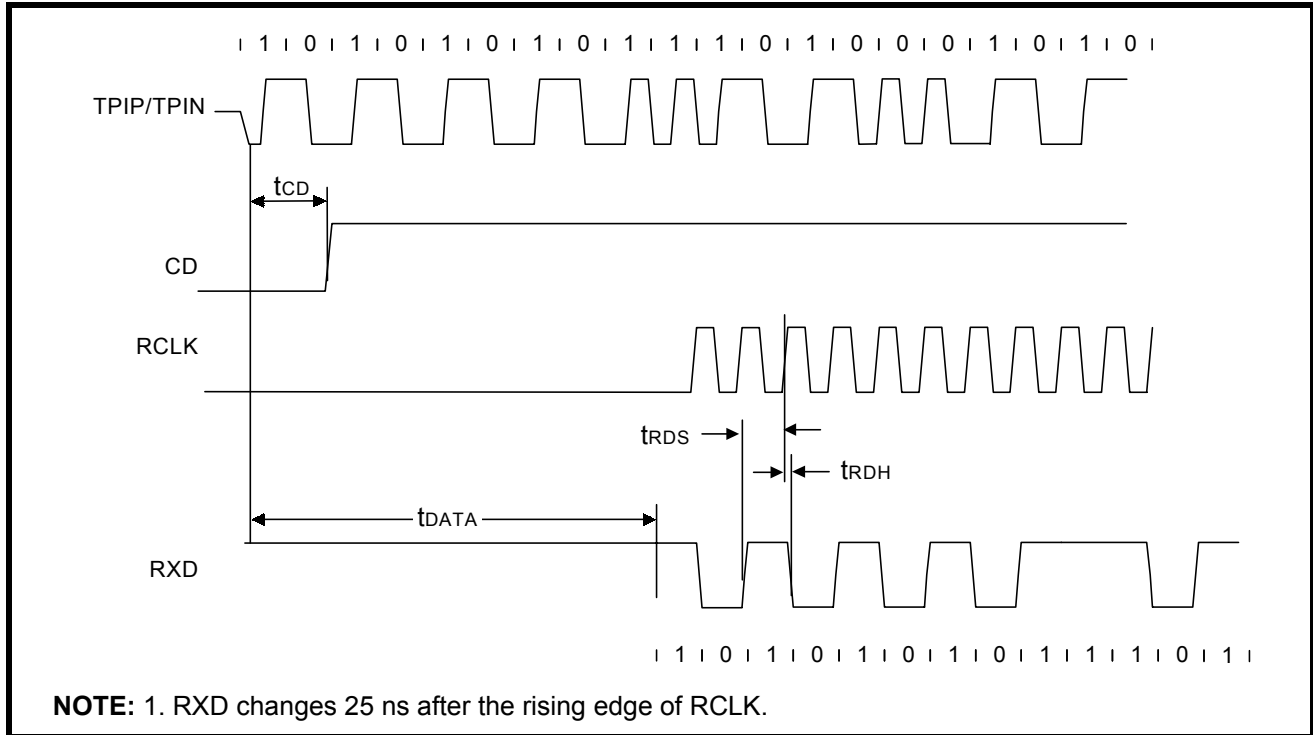 1 0 1 0 1 0 1 0 1 1 1 0 1 0 0 0 1 0 1 0
TPIP/TPIN
tCD
CD
RCLK
tRDS
tRDH
tDATA
RXD
1 0 1 0 1 0 1 0 1 1 1 0 1
NOTE: 1. RXD changes 25 ns after the rising edge of RCLK.